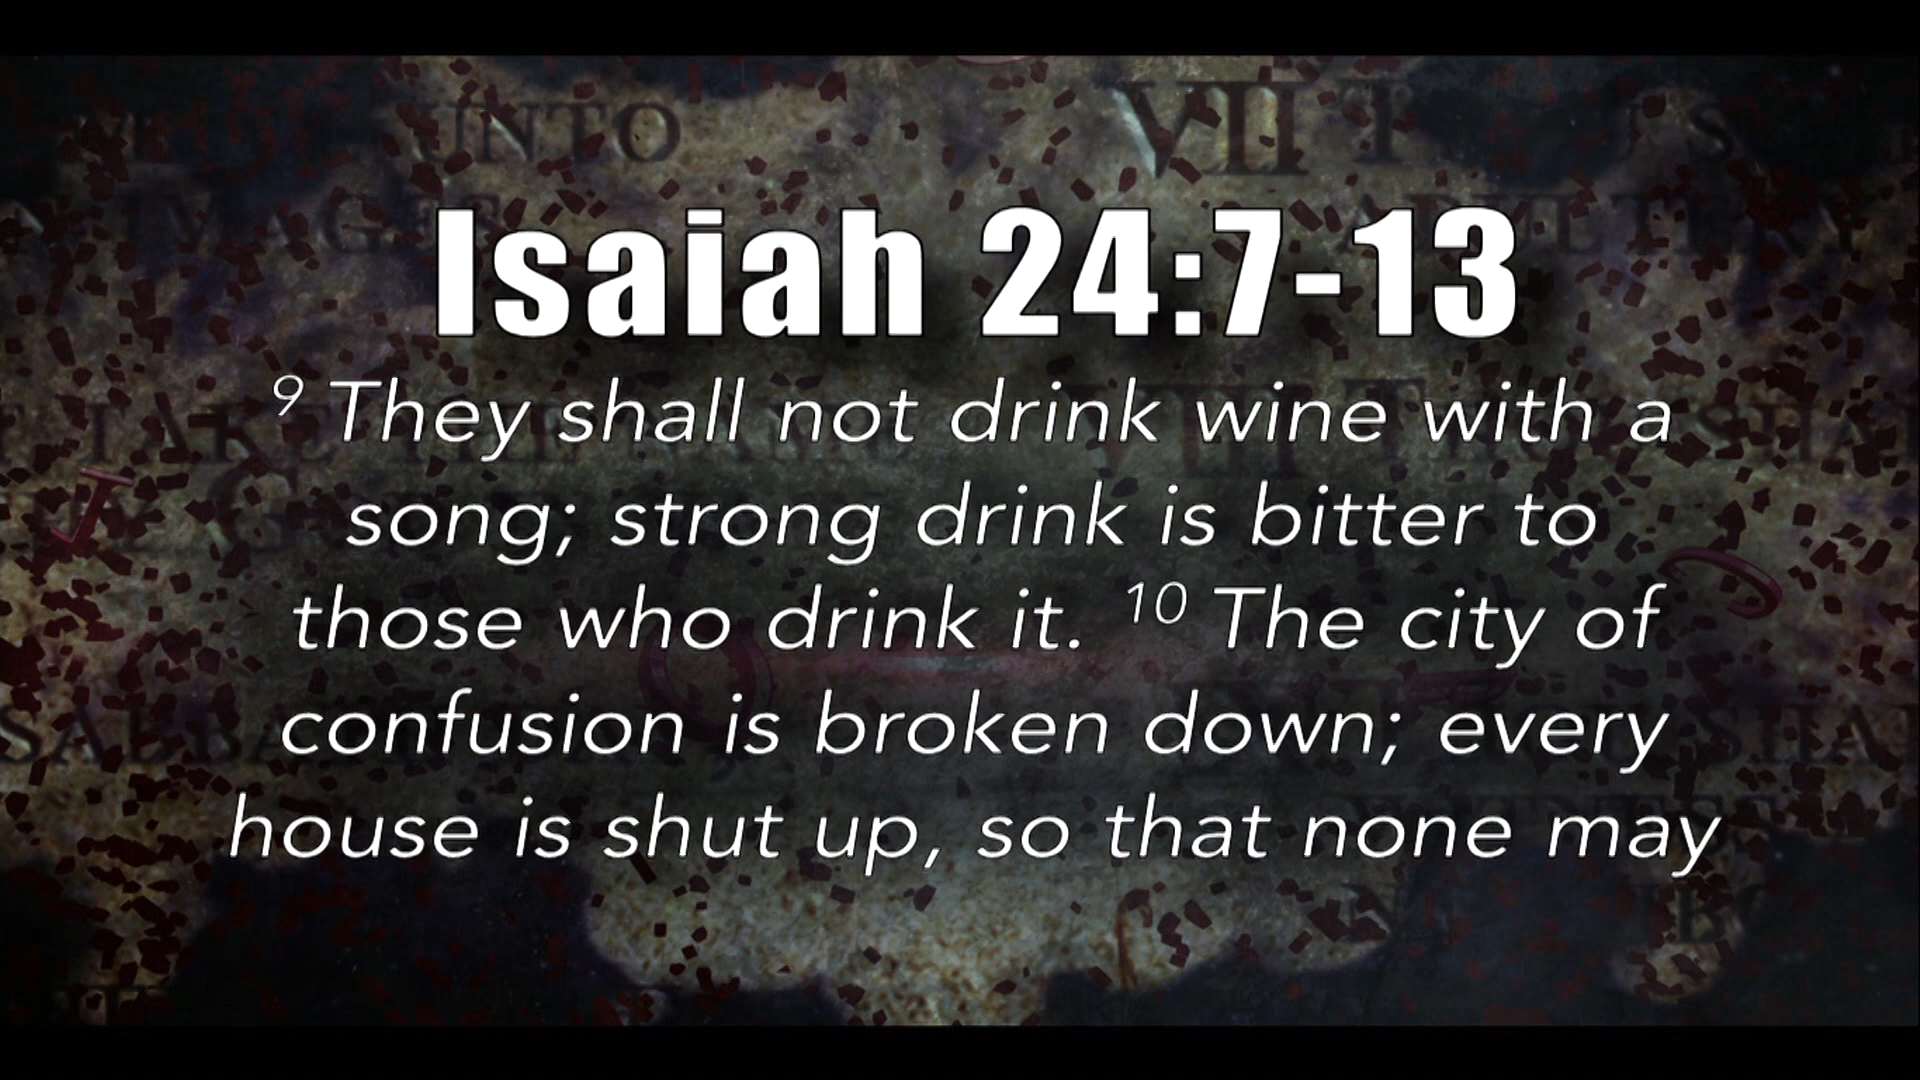 Isaiah 24:7-13
9 They shall not drink wine with a
song; strong drink is bitter to
those who drink it. 10 The city of
confusion is broken down; every
house is shut up, so that none may
UNTO
VII T